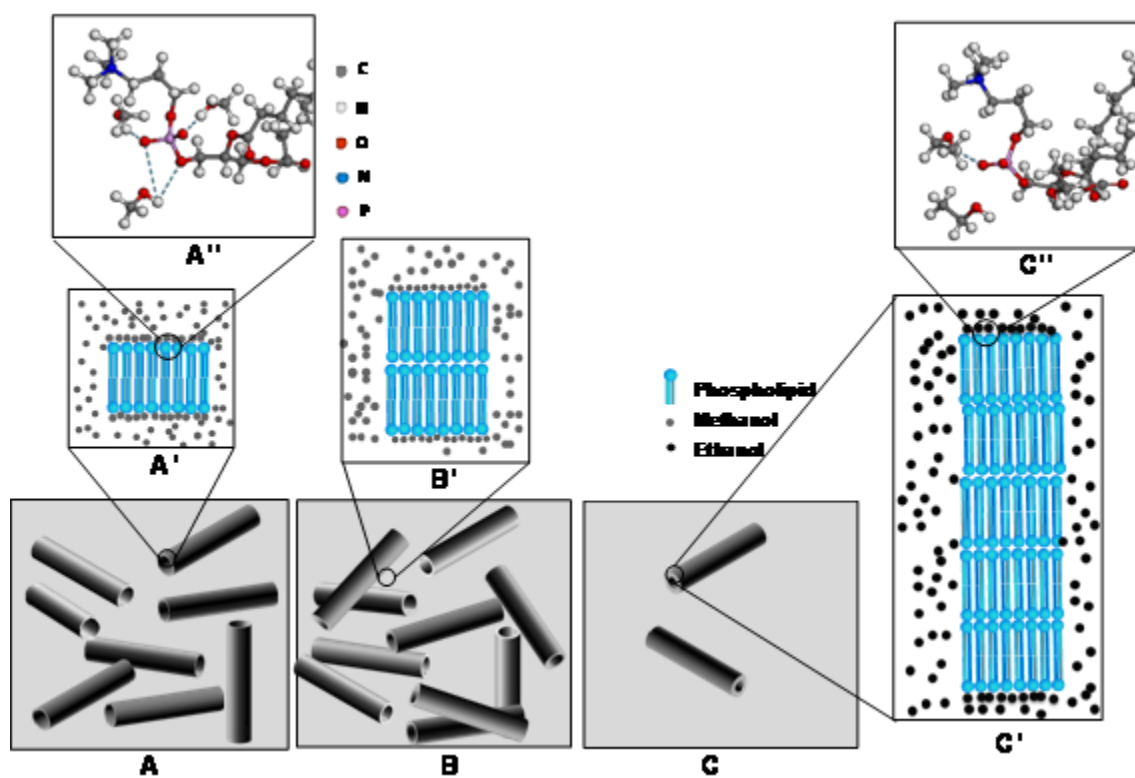 C
H
O
N
P
A''
C''
Phospholipid
Methanol
Ethanol
A'
B'
A
B
C
C'